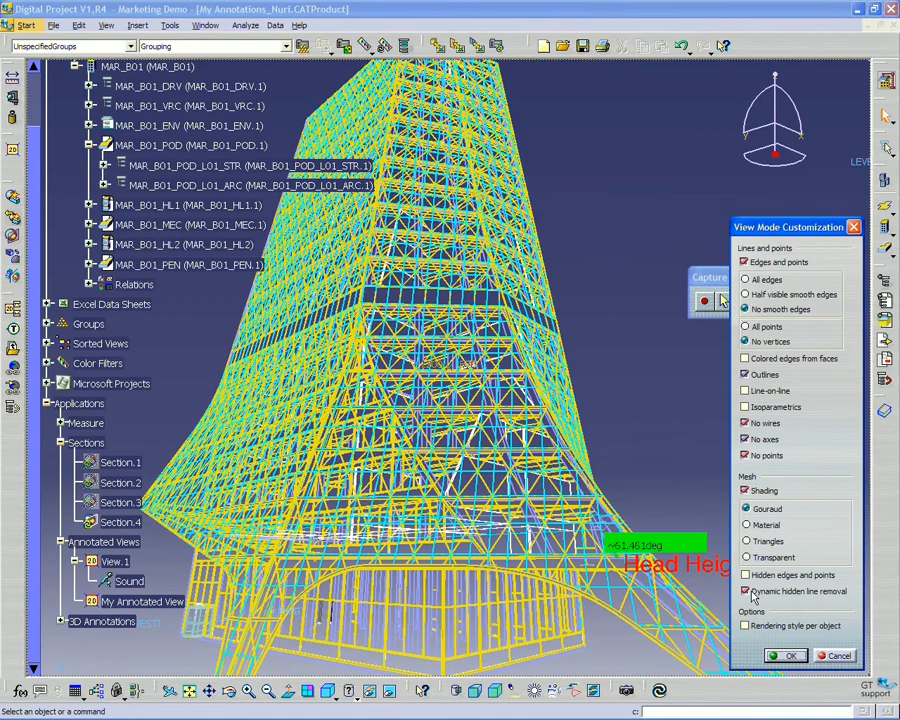 Digital Project V1,R4 - Marketing Demo - [My Annotations_Nuri.CATProduct]
Start File Edit View Insert Tools Window Analyze Data Help
UnspecifiedGroups
Grouping
MAR_B01 (MAR_B01)
MAR_B01_DRV (MAR_B01_DRV.1)
MAR_B01_VRC (MAR_B01_VRC.1)
MAR_B01_ENV (MAR_B01_ENV.1)
MAR_B01_POD (MAR_B01_POD.1)
MAR_B01_POD_L01_STR (MAR_B01_POD_L01_STR.1)
MAR_B01_POD_L01_ARC (MAR_B01_POD_L01_ARC.1)
MAR_B01_HL1 (MAR_B01_HL1.1)
MAR_B01_MEC (MAR_B01_MEC.1)
MAR_B01_HL2 (MAR_B01_HL2)
MAR_B01_PEN (MAR_B01_PEN.1)
Relations
Excel Data Sheets
Groups
Sorted Views
Color Filters
Microsoft Projects
Applications
Measure
Sections
Section.1
Section.2
Section.3
Section.4
Annotated Views
View.1
Sound
My Annotated View
3D Annotations
LEVE
~61.461deg
Head Heig
Capture
View Mode Customization
Lines and points
Edges and points
All edges
Half visible smooth edges
No smooth edges
All points
No vertices
Colored edges from faces
Outlines
Line-on-line
Isoparametrics
No wires
No axes
No points
Mesh
Shading
Gouraud
Material
Triangles
Transparent
Hidden edges and points
Dynamic hidden line removal
Options
Rendering style per object
OK
Cancel
GT
support
Select an object or a command
c: